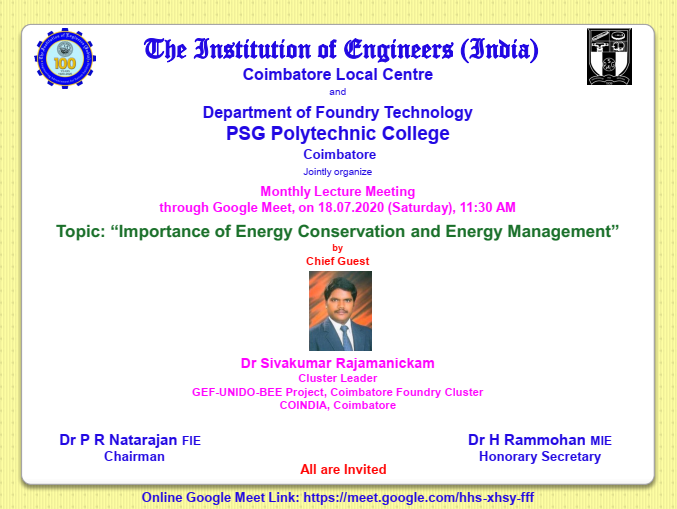 The Institution of Engineers (India)
Coimbatore Local Centre
and
Department of Foundry Technology
PSG Polytechnic College
Coimbatore
Jointly organize
Monthly Lecture Meeting
through Google Meet, on 18.07.2020 (Saturday), 11:30 AM
Topic: “Importance of Energy Conservation and Energy Management”
by
Chief Guest
Dr Sivakumar Rajamanickam
Cluster Leader
GEF-UNIDO-BEE Project, Coimbatore Foundry Cluster
COINDIA, Coimbatore
Dr P R Natarajan FIE
Chairman
Dr H Rammohan MIE
Honorary Secretary
All are Invited
Online Google Meet Link: https://meet.google.com/hhs-xhsy-fff
100